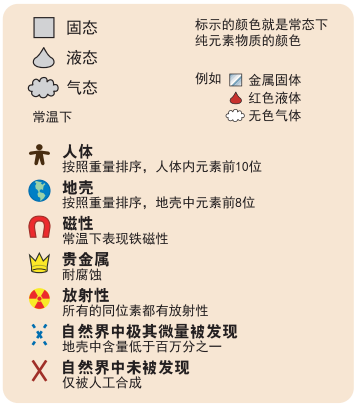 固态
液态
气态
常温下
标示的颜色就是常态下
纯元素物质的颜色
例如 金属固体
红色液体
无色气体
人体
按照重量排序，人体内元素前10位
地壳
按照重量排序，地壳中元素前8位
磁性
常温下表现铁磁性
贵金属
耐腐蚀
放射性
所有的同位素都有放射性
自然界中极其微量被发现
地壳中含量低于百万分之一
自然界中未被发现
仅被人工合成